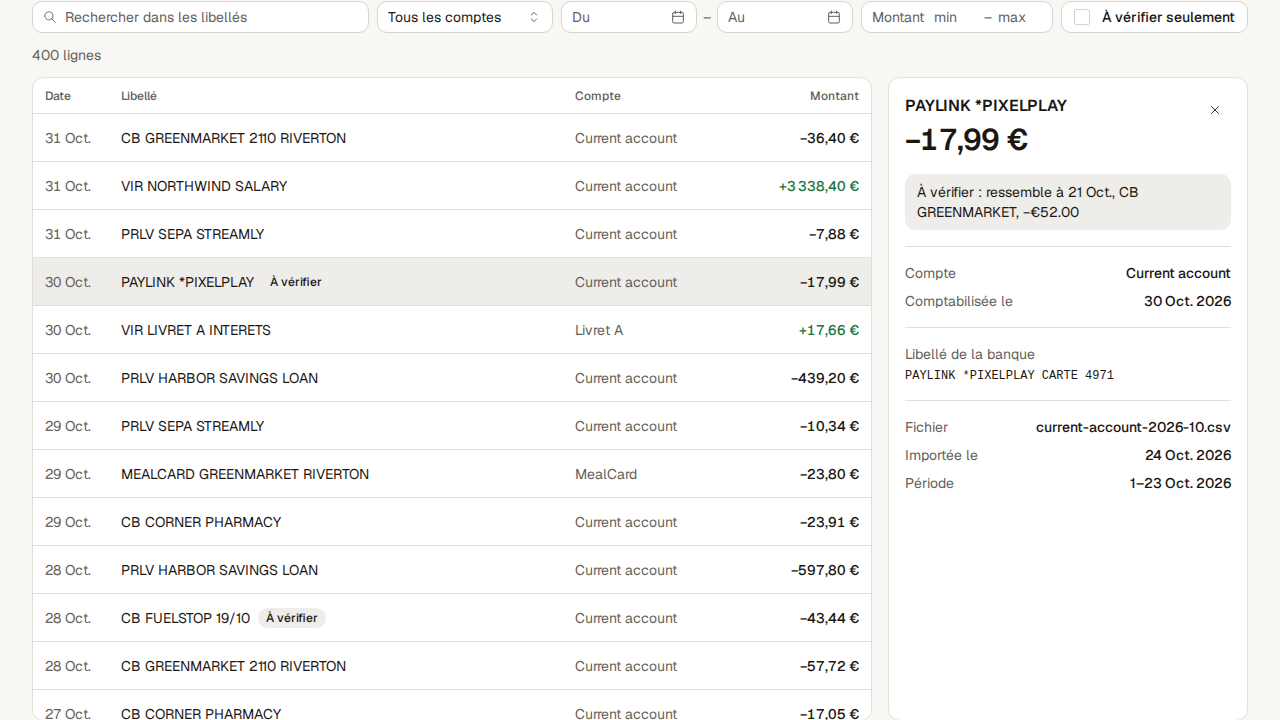 Rechercher dans les libellés Tous les comptes Du – Au Montant min – max À vérifier seulement
400 lignes
Date Libellé Compte Montant
31 Oct. CB GREENMARKET 2110 RIVERTON Current account −36,40 €
31 Oct. VIR NORTHWIND SALARY Current account +3 338,40 €
31 Oct. PRLV SEPA STREAMLY Current account −7,88 €
30 Oct. PAYLINK *PIXELPLAY À vérifier Current account −17,99 €
30 Oct. VIR LIVRET A INTERETS Livret A +17,66 €
30 Oct. PRLV HARBOR SAVINGS LOAN Current account −439,20 €
29 Oct. PRLV SEPA STREAMLY Current account −10,34 €
29 Oct. MEALCARD GREENMARKET RIVERTON MealCard −23,80 €
29 Oct. CB CORNER PHARMACY Current account −23,91 €
28 Oct. PRLV HARBOR SAVINGS LOAN Current account −597,80 €
28 Oct. CB FUELSTOP 19/10 À vérifier Current account −43,44 €
28 Oct. CB GREENMARKET 2110 RIVERTON Current account −57,72 €
27 Oct. CB CORNER PHARMACY Current account −17,05 €
PAYLINK *PIXELPLAY
−17,99 €
À vérifier : ressemble à 21 Oct., CB
GREENMARKET, −€52.00
Compte Current account
Comptabilisée le 30 Oct. 2026
Libellé de la banque
PAYLINK *PIXELPLAY CARTE 4971
Fichier current-account-2026-10.csv
Importée le 24 Oct. 2026
Période 1–23 Oct. 2026